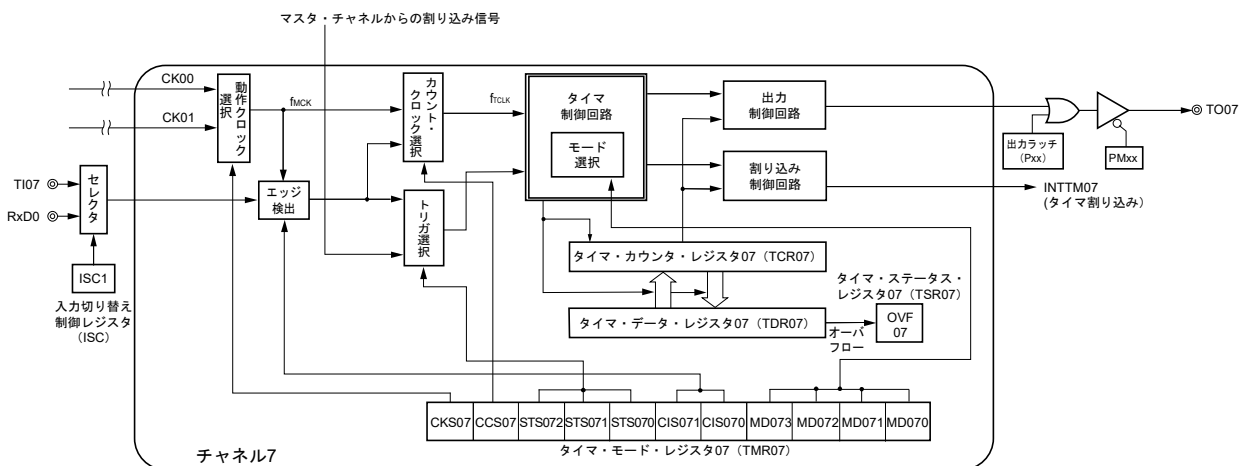 マスタ・チャネルからの割り込み信号
CK00
CK01
動作クロック
選択
fMCK
カウント・
クロック選択
fTCLK
タイマ
制御回路
モード
選択
出力
制御回路
出力ラッチ
（Pxx）
PMxx
TO07
割り込み
制御回路
INTTM07
(タイマ割り込み)
TI07
RxD0
セレクタ
エッジ
検出
トリガ選択
ISC1
入力切り替え
制御レジスタ
（ISC）
タイマ・カウンタ・レジスタ07（TCR07）
タイマ・データ・レジスタ07（TDR07）
タイマ・ステータス・
レジスタ07（TSR07）
OVF
07
オーバ
フロー
CKS07 CCS07 STS072 STS071 STS070 CIS071 CIS070 MD073 MD072 MD071 MD070
タイマ・モード・レジスタ07（TMR07）
チャネル7